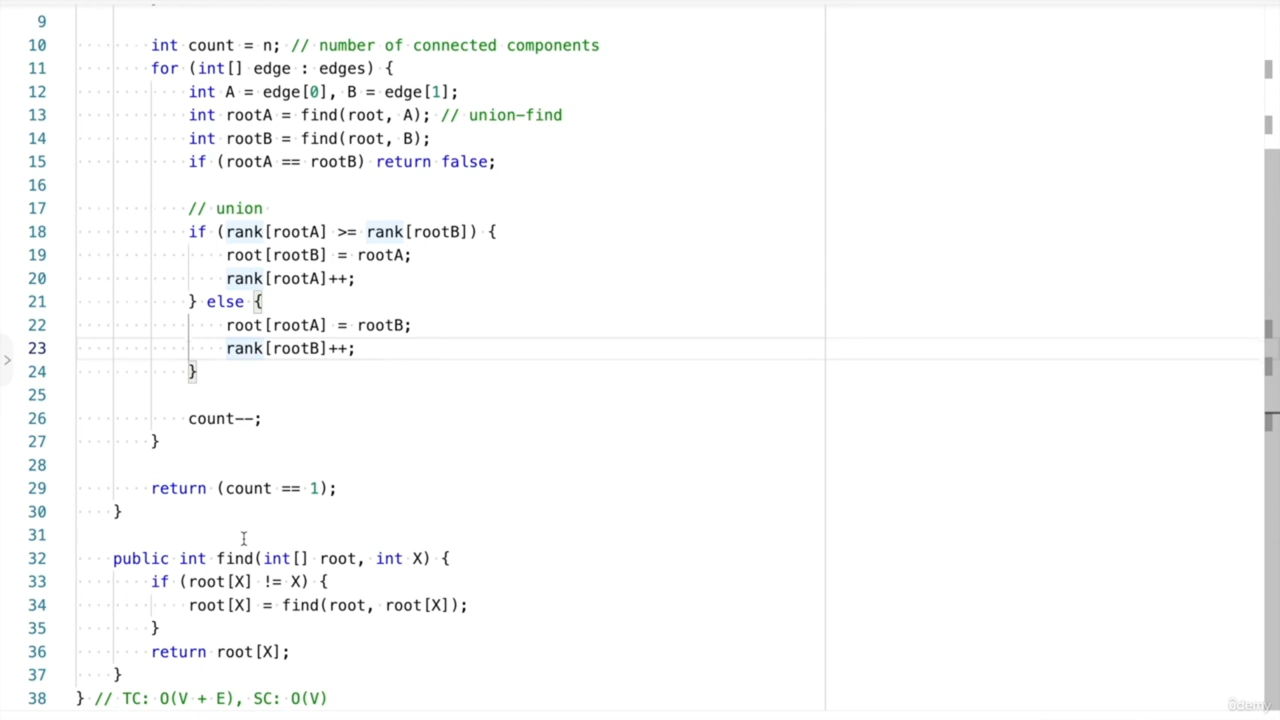 9
10 int count = n; // number of connected components
11 for (int[] edge : edges) {
12 int A = edge[0], B = edge[1];
13 int rootA = find(root, A); // union-find
14 int rootB = find(root, B);
15 if (rootA == rootB) return false;
16
17 // union
18 if (rank[rootA] >= rank[rootB]) {
19 root[rootB] = rootA;
20 rank[rootA]++;
21 } else {
22 root[rootA] = rootB;
23 rank[rootB]++;
24 }
25
26 count--;
27 }
28
29 return (count == 1);
30 }
31
32 public int find(int[] root, int X) {
33 if (root[X] != X) {
34 root[X] = find(root, root[X]);
35 }
36 return root[X];
37 }
38 } // TC: O(V + E), SC: O(V)
ûdemy